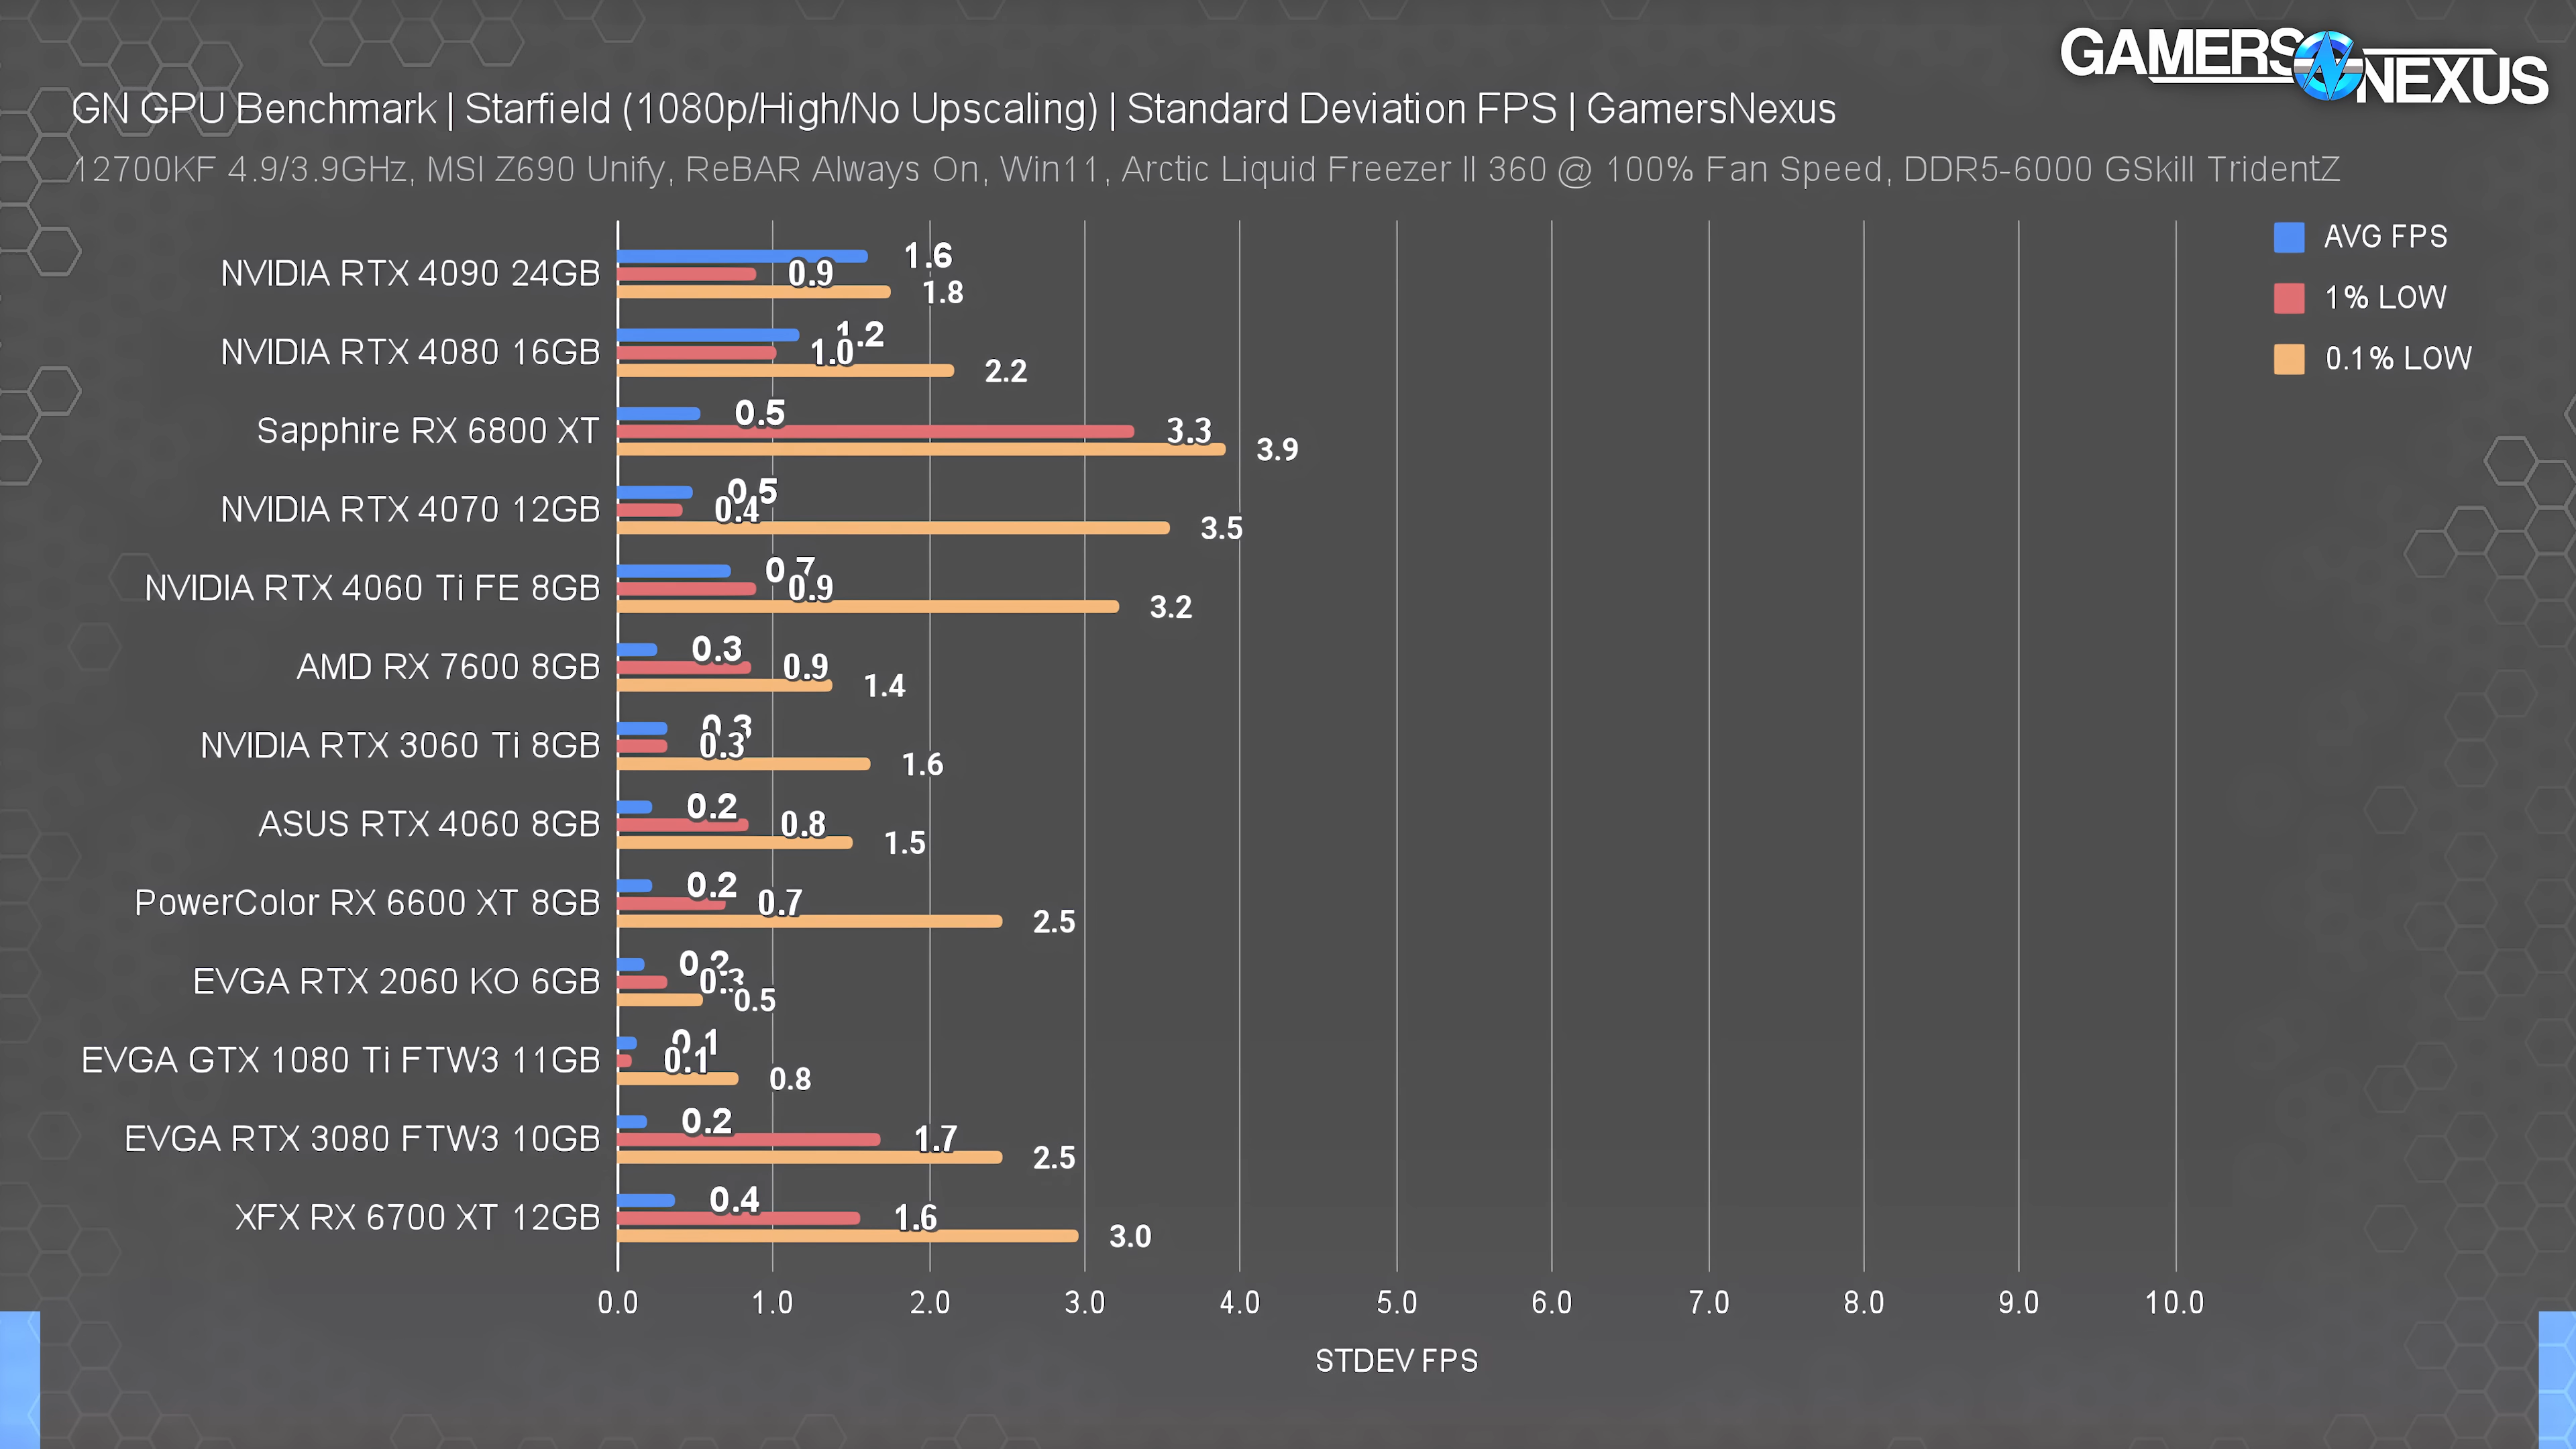 GAMERS NEXUS
GN GPU Benchmark | Starfield (1080p/High/No Upscaling) | Standard Deviation FPS | GamersNexus
12700KF 4.9/3.9GHz, MSI Z690 Unify, ReBAR Always On, Win11, Arctic Liquid Freezer II 360 @ 100% Fan Speed, DDR5-6000 GSkill TridentZ
AVG FPS
1% LOW
0.1% LOW
NVIDIA RTX 4090 24GB
1.6
0.9
1.8
NVIDIA RTX 4080 16GB
1.2
1.0
2.2
Sapphire RX 6800 XT
0.5
3.3
3.9
NVIDIA RTX 4070 12GB
0.5
0.4
3.5
NVIDIA RTX 4060 Ti FE 8GB
0.7
0.9
3.2
AMD RX 7600 8GB
0.3
0.9
1.4
NVIDIA RTX 3060 Ti 8GB
0.3
0.3
1.6
ASUS RTX 4060 8GB
0.2
0.8
1.5
PowerColor RX 6600 XT 8GB
0.2
0.7
2.5
EVGA RTX 2060 KO 6GB
0.2
0.3
0.5
EVGA GTX 1080 Ti FTW3 11GB
0.1
0.1
0.8
EVGA RTX 3080 FTW3 10GB
0.2
1.7
2.5
XFX RX 6700 XT 12GB
0.4
1.6
3.0
0.0 1.0 2.0 3.0 4.0 5.0 6.0 7.0 8.0 9.0 10.0
STDEV FPS